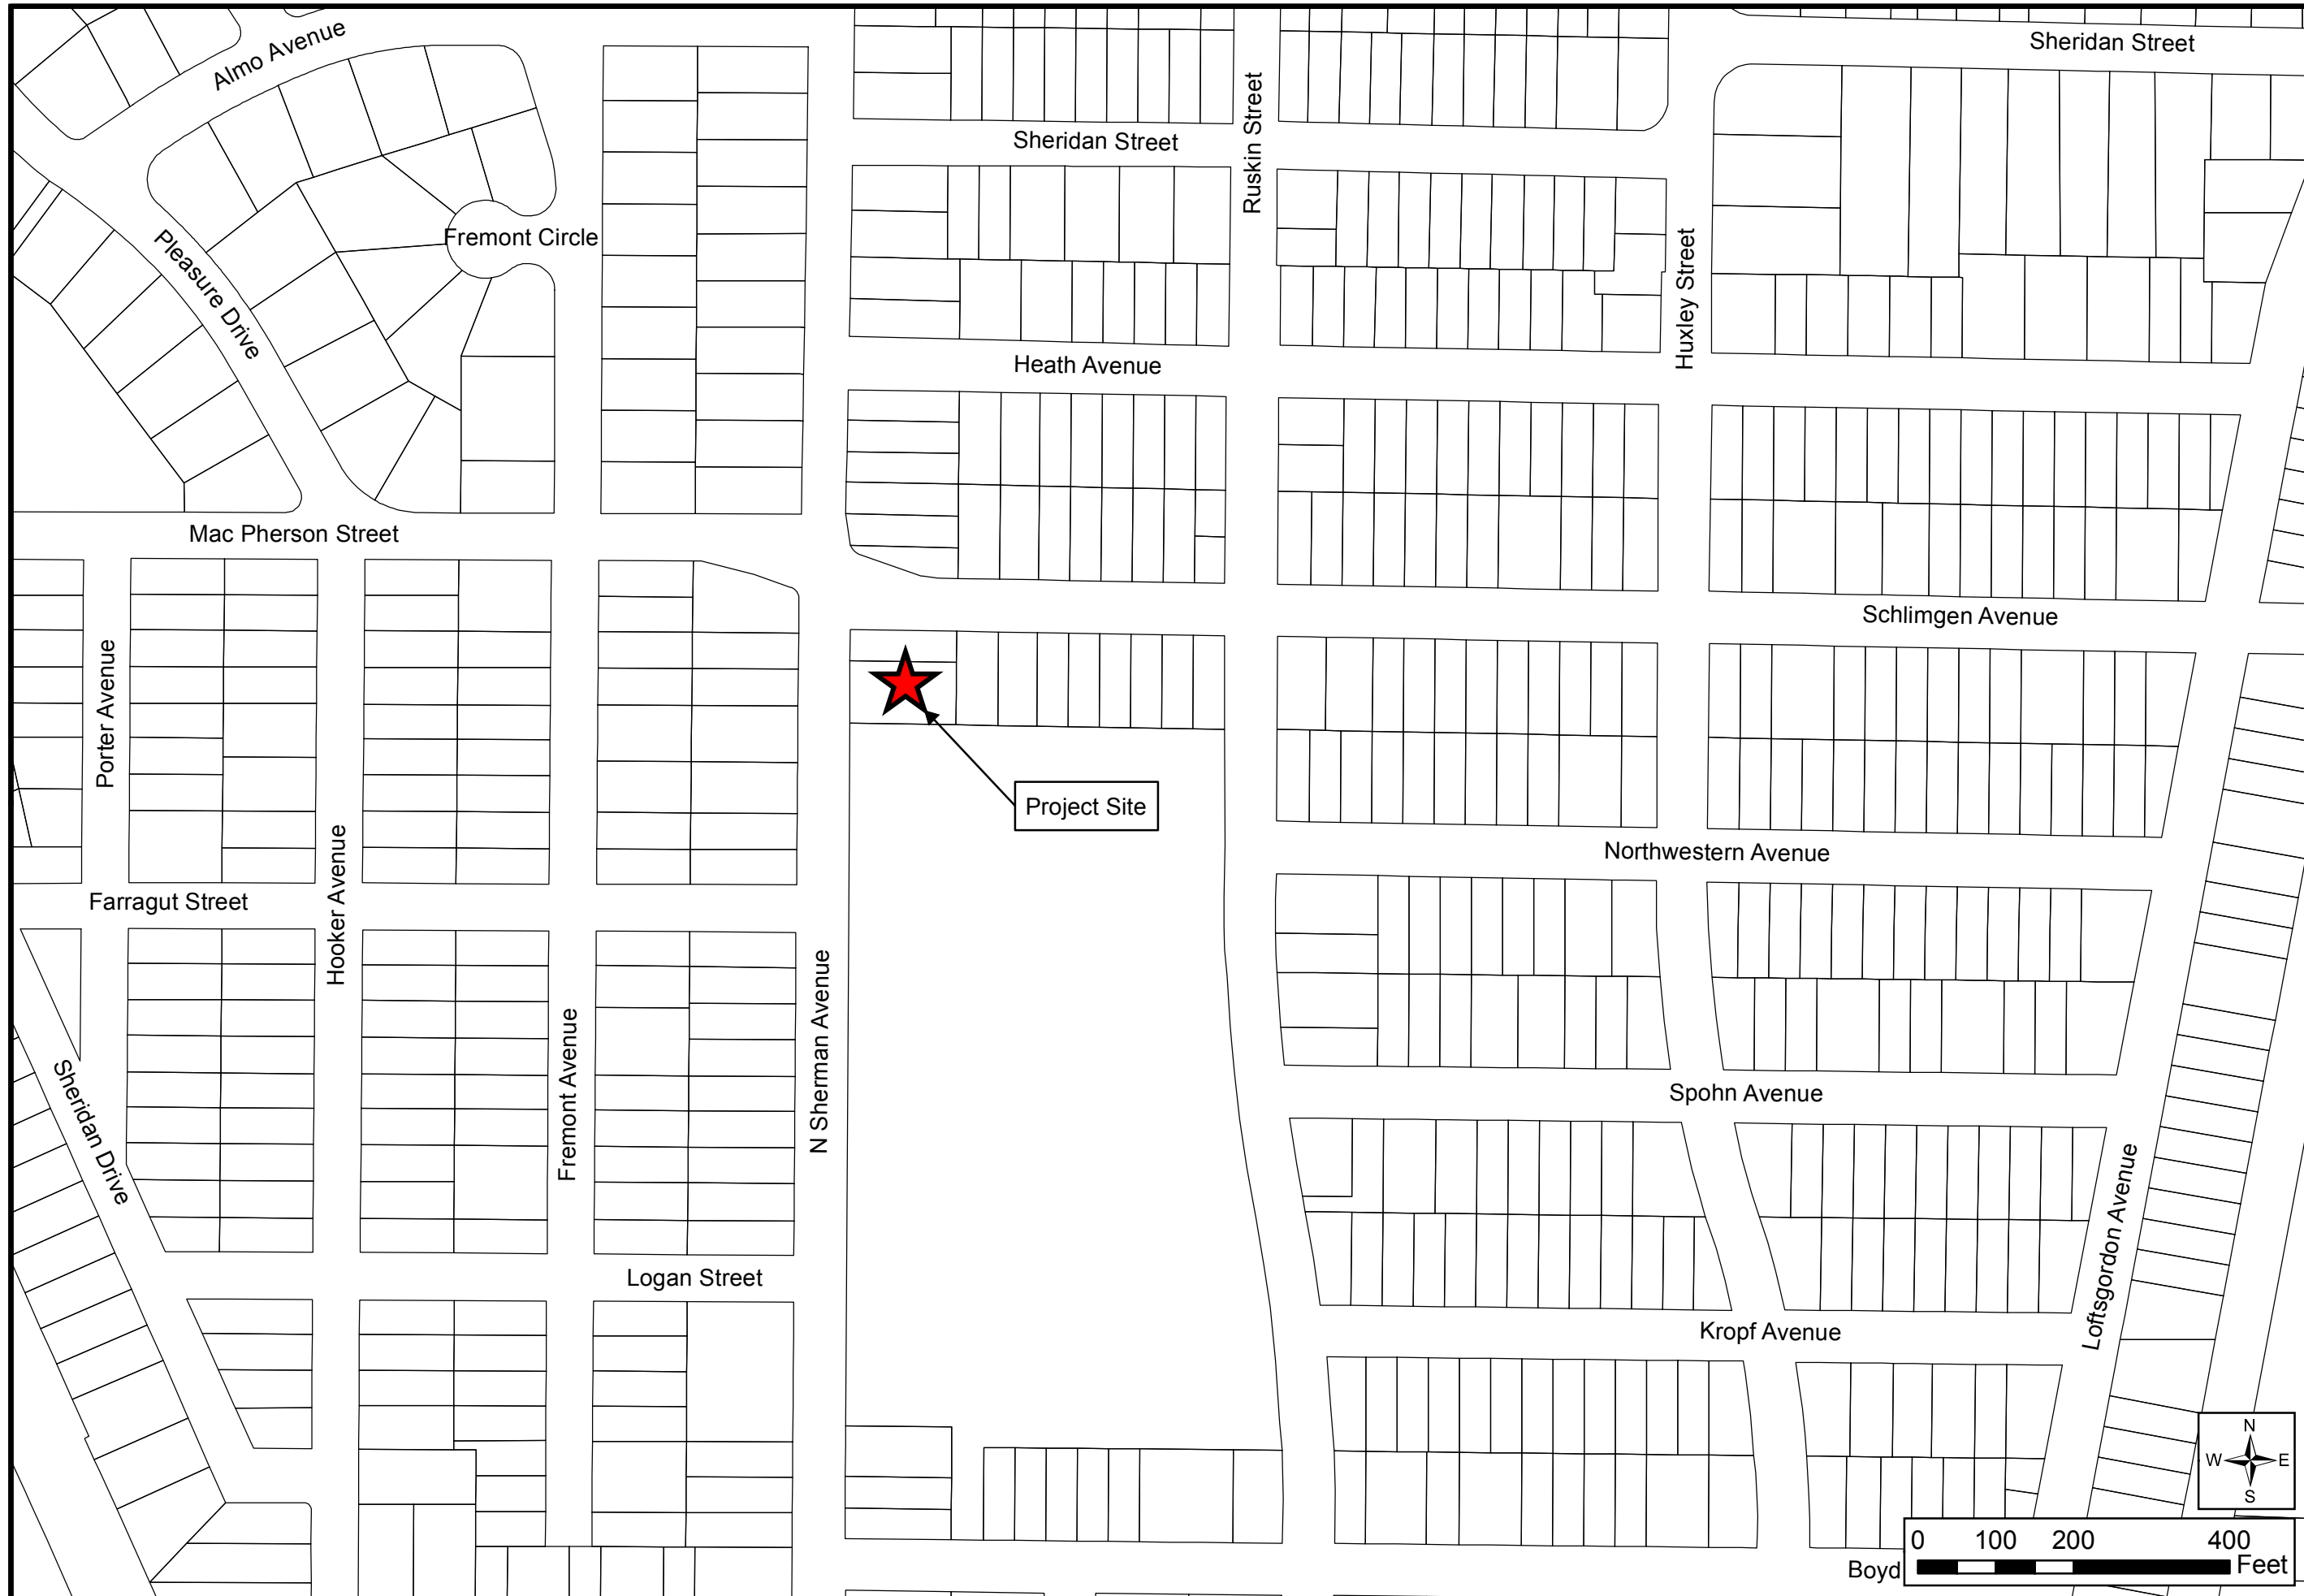 Almo Avenue
Sheridan Street
Sheridan Street
Ruskin Street
Fremont Circle
Pleasure Drive
Huxley Street
Heath Avenue
Mac Pherson Street
Schlimgen Avenue
Porter Avenue
Project Site
Northwestern Avenue
Hooker Avenue
Farragut Street
N Sherman Avenue
Fremont Avenue
Spohn Avenue
Sheridan Drive
Loftsgordon Avenue
Logan Street
Kropf Avenue
N
W E
S
0 100 200 400
Feet
Boyd